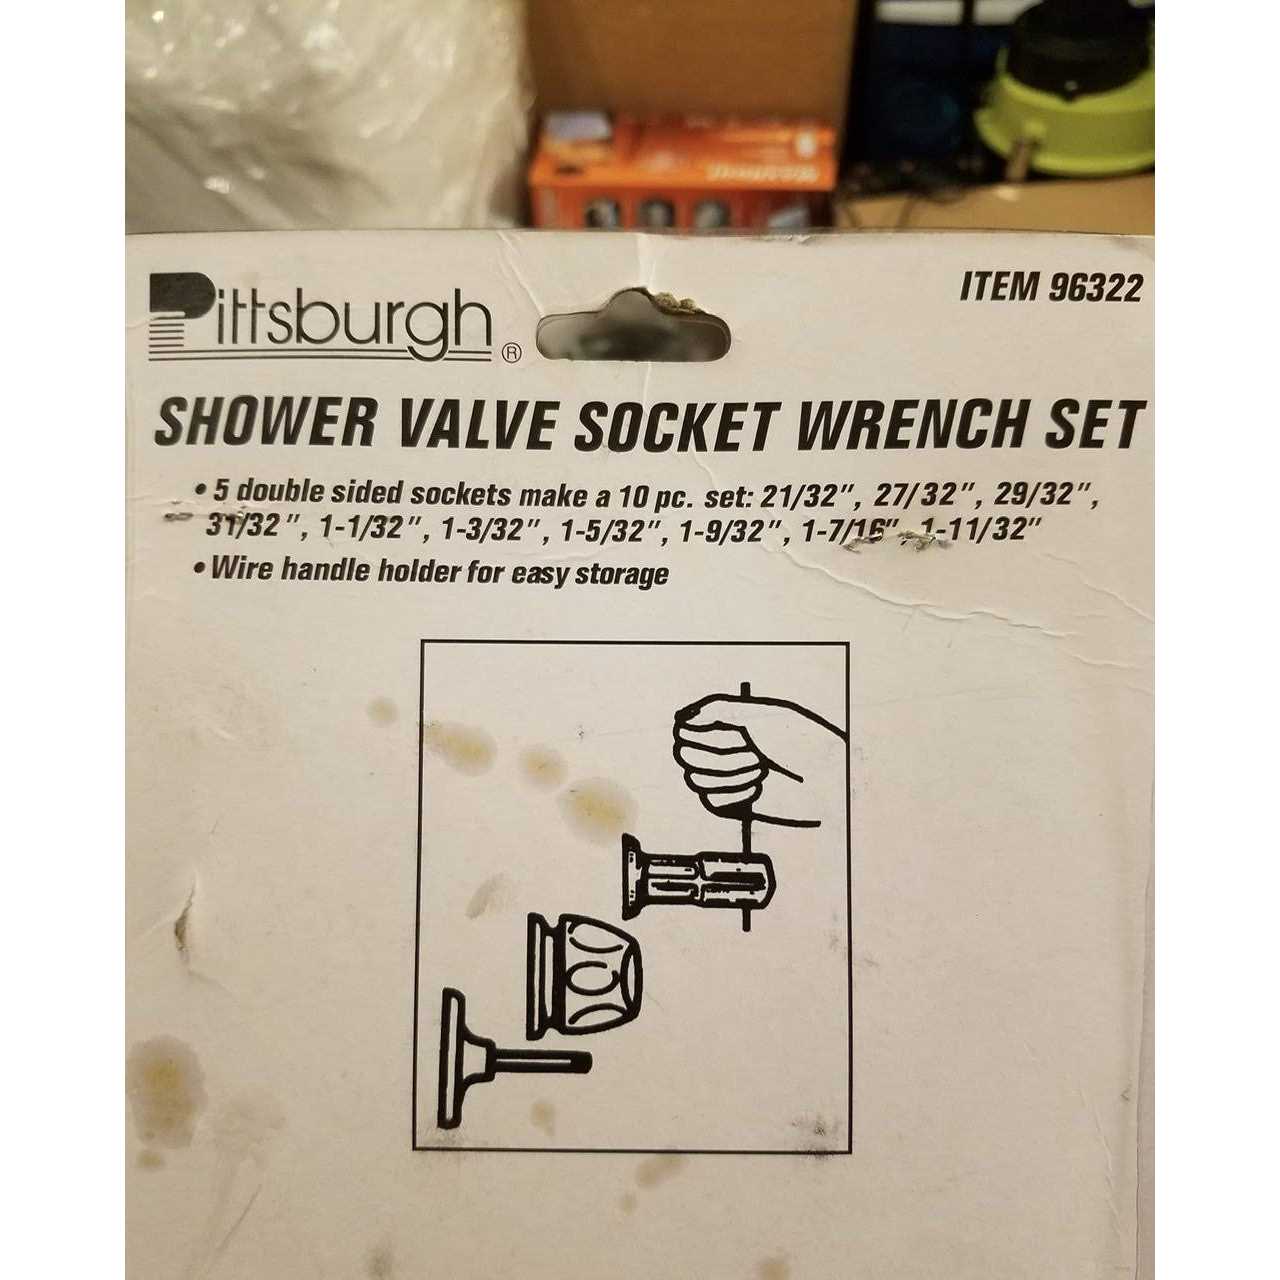 Pittsburgh®
ITEM 96322
SHOWER VALVE SOCKET WRENCH SET
• 5 double sided sockets make a 10 pc. set: 21/32", 27/32", 29/32",
31/32", 1-1/32", 1-3/32", 1-5/32", 1-9/32", 1-7/16", 1-11/32"
• Wire handle holder for easy storage